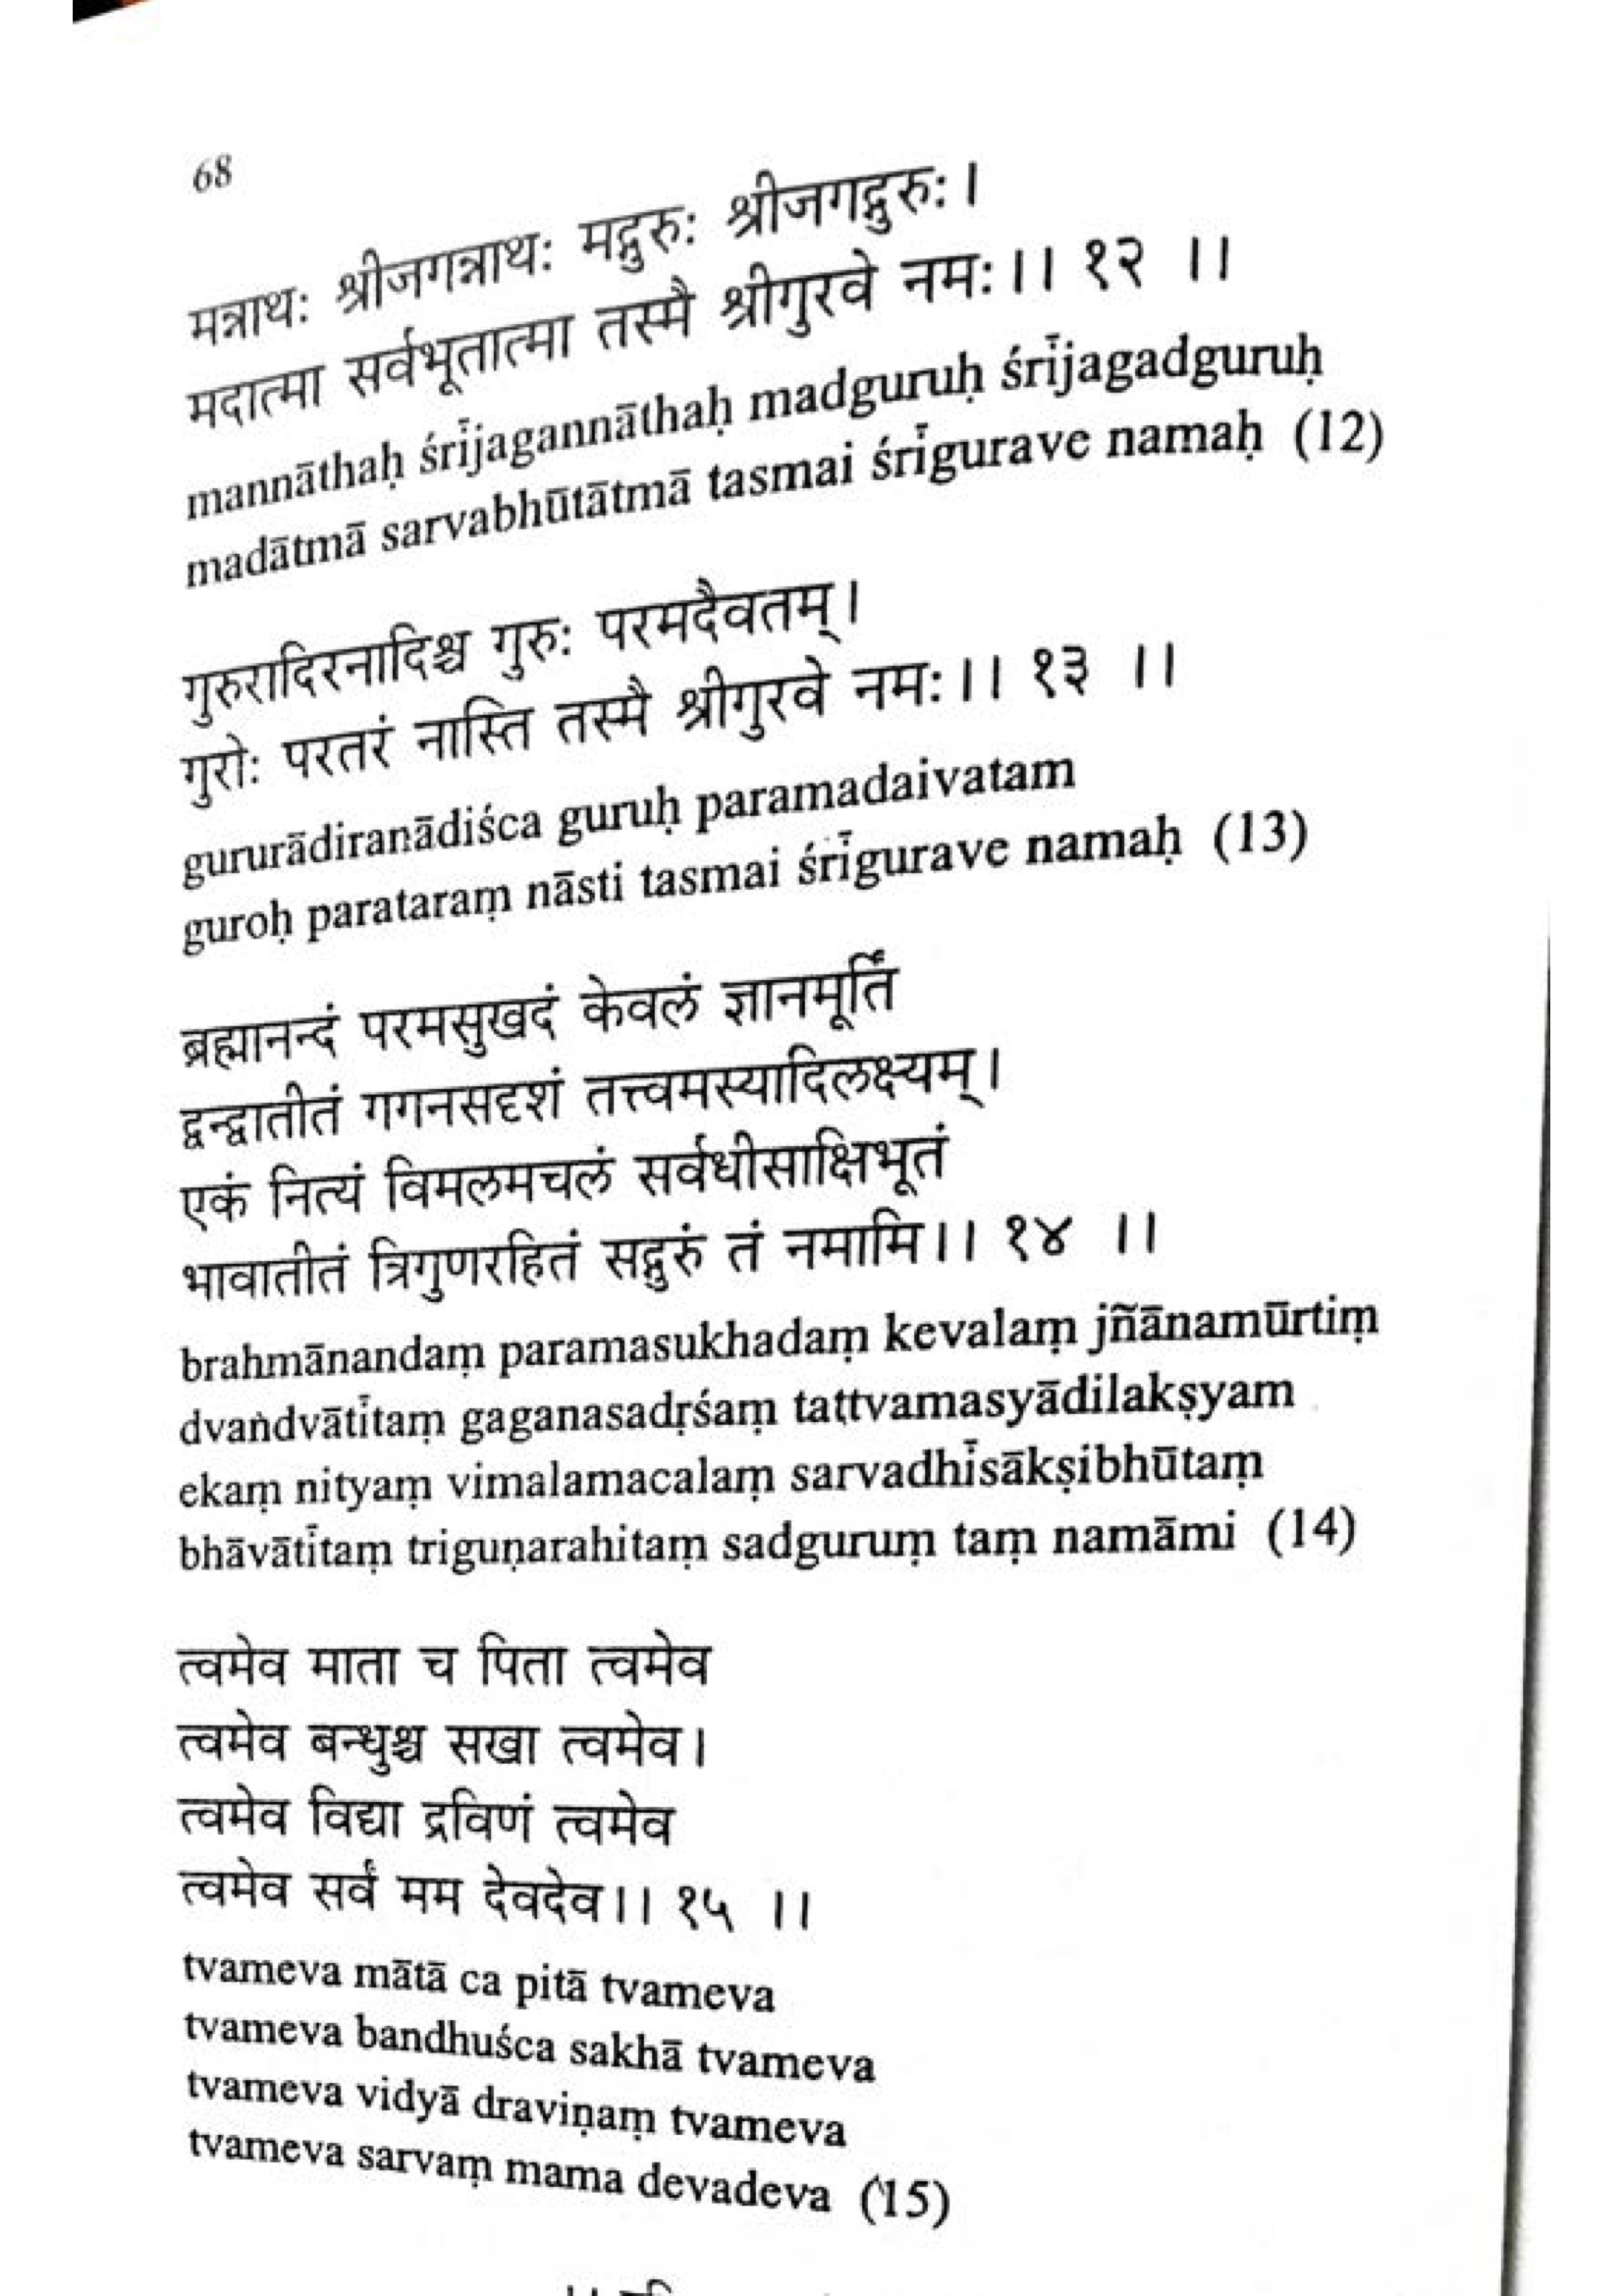 68
मन्नाथः श्रीजगन्नाथः मद्गुरुः श्रीजगद्गुरुः।
मदात्मा सर्वभूतात्मा तस्मै श्रीगुरवे नमः।। १२ ।।
mannāthaḥ śrījagannāthaḥ madguruḥ śrījagadguruḥ
madātmā sarvabhūtātmā tasmai śrīgurave namaḥ (12)
गुरुरादिरनादिश्च गुरुः परमदैवतम्।
गुरोः परतरं नास्ति तस्मै श्रीगुरवे नमः।। १३ ।।
gururādiranādiśca guruḥ paramadaivatam
guroḥ parataraṃ nāsti tasmai śrīgurave namaḥ (13)
ब्रह्मानन्दं परमसुखदं केवलं ज्ञानमूर्तिं
द्वन्द्वातीतं गगनसदृशं तत्त्वमस्यादिलक्ष्यम्।
एकं नित्यं विमलमचलं सर्वधीसाक्षिभूतं
भावातीतं त्रिगुणरहितं सद्गुरुं तं नमामि।। १४ ।।
brahmānandaṃ paramasukhadaṃ kevalaṃ jñānamūrtiṃ
dvaṅdvātītaṃ gaganasadṛśaṃ taṭtvamasyādilakṣyam
ekaṃ nityaṃ vimalamacalaṃ sarvadhīsākṣibhūtaṃ
bhāvātītaṃ triguṇarahitaṃ sadguruṃ taṃ namāmi (14)
त्वमेव माता च पिता त्वमेव
त्वमेव बन्धुश्च सखा त्वमेव।
त्वमेव विद्या द्रविणं त्वमेव
त्वमेव सर्वं मम देवदेव।। १५ ।।
tvameva mātā ca pitā tvameva
tvameva bandhuśca sakhā tvameva
tvameva vidyā draviṇaṃ tvameva
tvameva sarvaṃ mama devadeva (15)